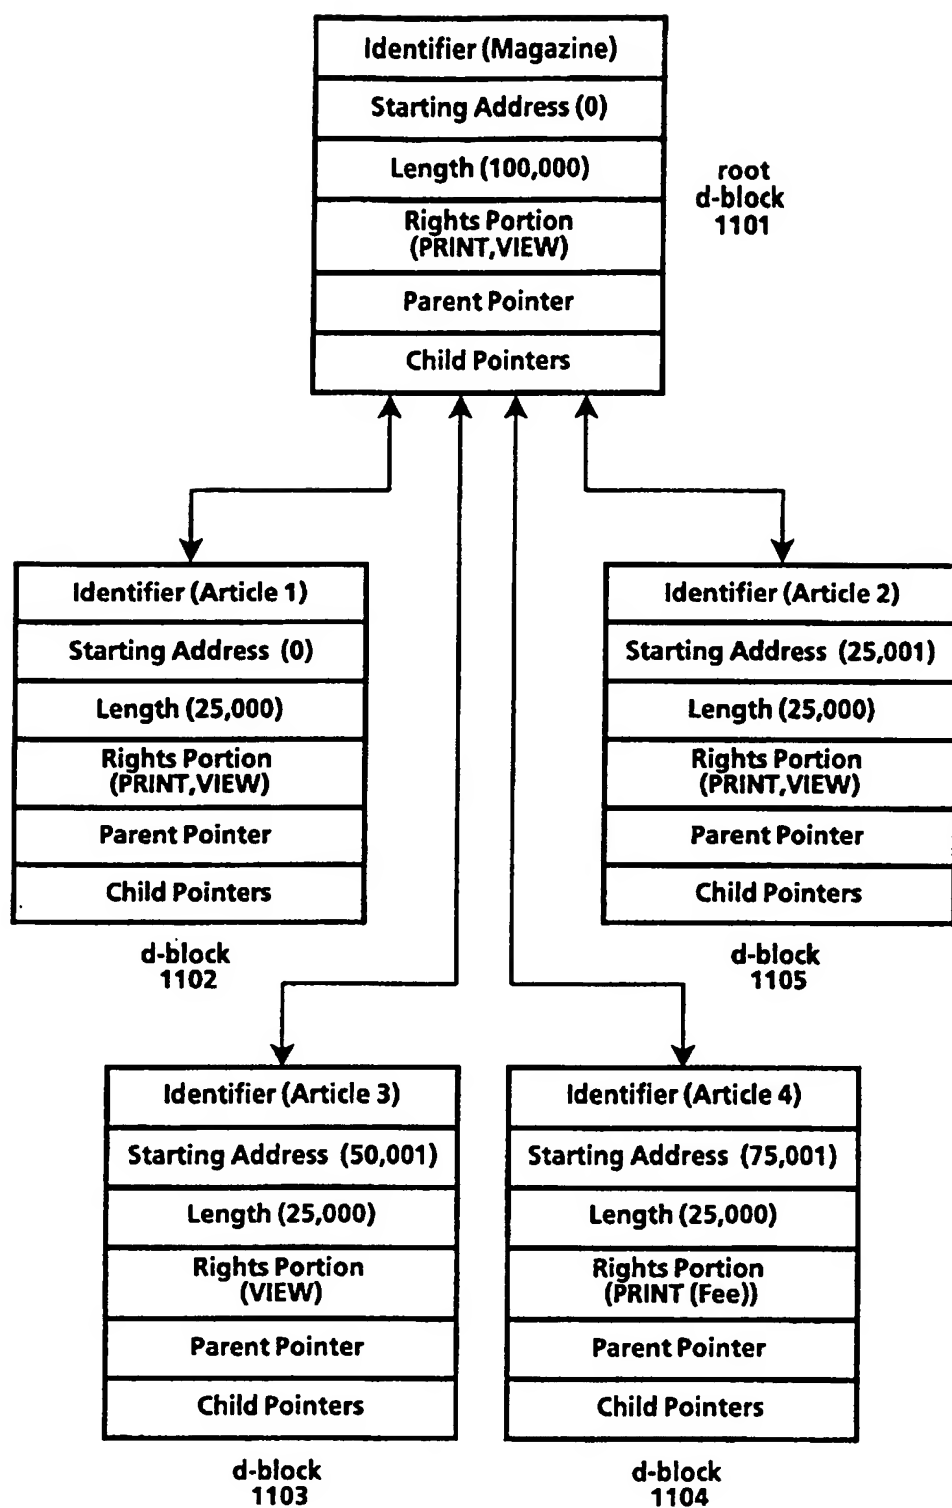 Identifier (Magazine)
Starting Address (0)
Length (100,000)
Rights Portion
(PRINT,VIEW)
Parent Pointer
Child Pointers
root
d-block
1101
Identifier (Article 1)
Starting Address (0)
Length (25,000)
Rights Portion
(PRINT,VIEW)
Parent Pointer
Child Pointers
d-block
1102
Identifier (Article 2)
Starting Address (25,001)
Length (25,000)
Rights Portion
(PRINT,VIEW)
Parent Pointer
Child Pointers
d-block
1105
Identifier (Article 3)
Starting Address (50,001)
Length (25,000)
Rights Portion
(VIEW)
Parent Pointer
Child Pointers
d-block
1103
Identifier (Article 4)
Starting Address (75,001)
Length (25,000)
Rights Portion
(PRINT (Fee))
Parent Pointer
Child Pointers
d-block
1104